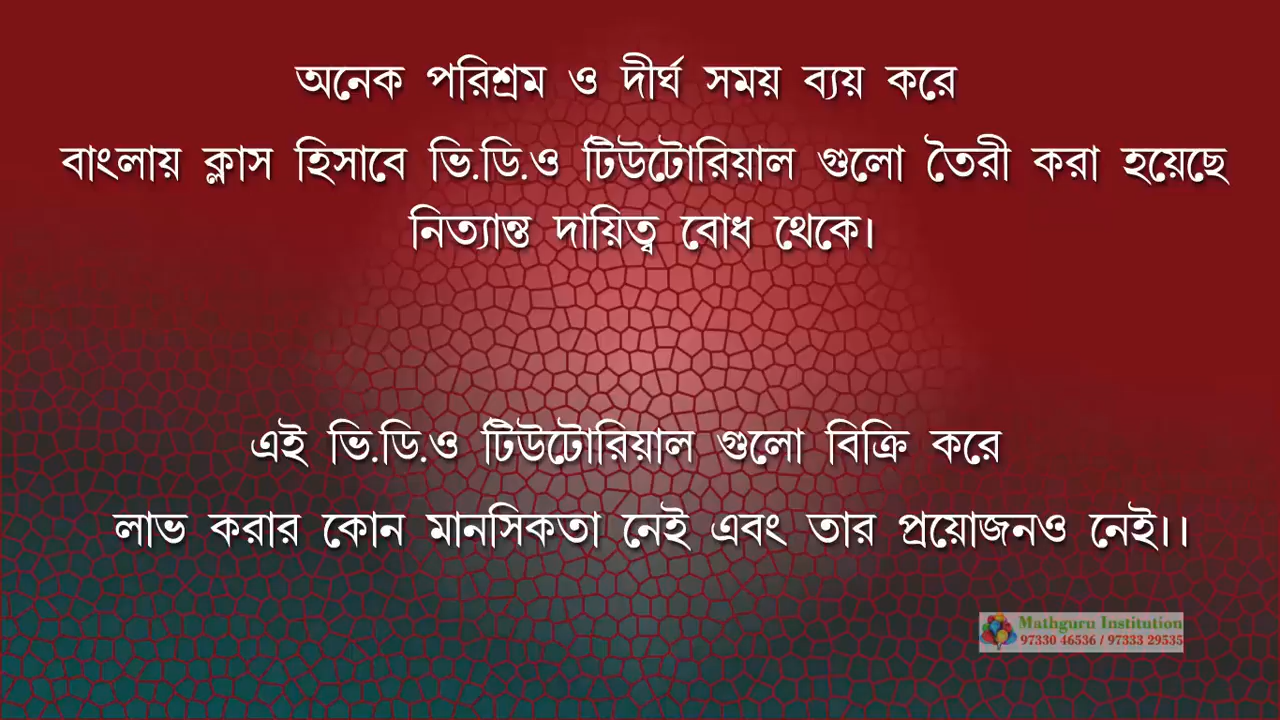 অনেক পরিশ্রম ও দীর্ঘ সময় ব্যয় করে
বাংলায় ক্লাস হিসাবে ভি.ডি.ও টিউটোরিয়াল গুলো তৈরী করা হয়েছে
নিত্যান্ত দায়িত্ব বোধ থেকে।
এই ভি.ডি.ও টিউটোরিয়াল গুলো বিক্রি করে
লাভ করার কোন মানসিকতা নেই এবং তার প্রয়োজনও নেই।।
Mathguru Institution
97330 46536 / 97333 29535